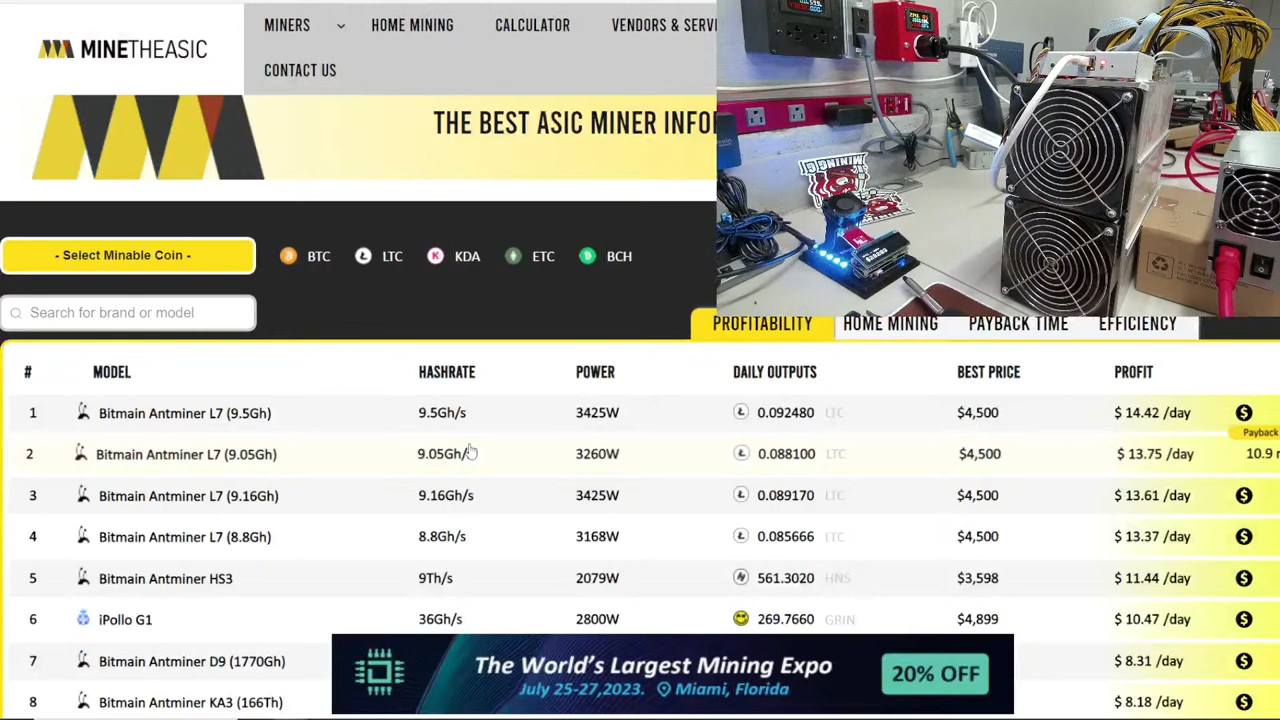 MINETHEASIC
MINERS
HOME MINING
CALCULATOR
VENDORS & SERVI
CONTACT US
THE BEST ASIC MINER INFO
- Select Minable Coin -
BTC
LTC
KDA
ETC
BCH
Search for brand or model
PROFITABILITY
HOME MINING
PAYBACK TIME
EFFICIENCY
# MODEL HASHRATE POWER DAILY OUTPUTS BEST PRICE PROFIT
1 Bitmain Antminer L7 (9.5Gh) 9.5Gh/s 3425W 0.092480 LTC $4,500 $ 14.42 /day
Payback
2 Bitmain Antminer L7 (9.05Gh) 9.05Gh/s 3260W 0.088100 LTC $4,500 $ 13.75 /day 10.9
3 Bitmain Antminer L7 (9.16Gh) 9.16Gh/s 3425W 0.089170 LTC $4,500 $ 13.61 /day
4 Bitmain Antminer L7 (8.8Gh) 8.8Gh/s 3168W 0.085666 LTC $4,500 $ 13.37 /day
5 Bitmain Antminer HS3 9Th/s 2079W 561.3020 HNS $3,598 $ 11.44 /day
6 iPollo G1 36Gh/s 2800W 269.7660 GRIN $4,899 $ 10.47 /day
7 Bitmain Antminer D9 (1770Gh) $ 8.31 /day
8 Bitmain Antminer KA3 (166Th) $ 8.18 /day
The World's Largest Mining Expo
July 25-27,2023. Miami, Florida
20% OFF